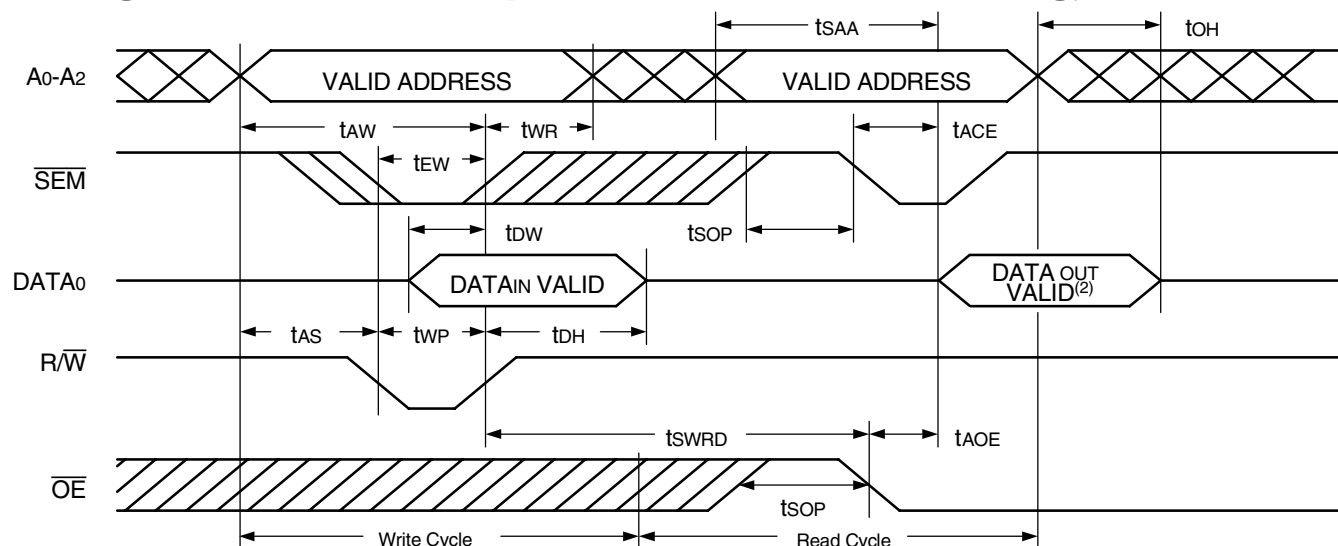 tSAA
tOH
A0-A2
VALID ADDRESS
VALID ADDRESS
tAW
tWR
tACE
tEW
SEM
tDW
tSOP
DATA0
DATAIN VALID
DATA OUT
VALID(2)
tAS
tWP
tDH
R/W
tSWRD
tAOE
OE
tSOP
Write Cycle
Read Cycle